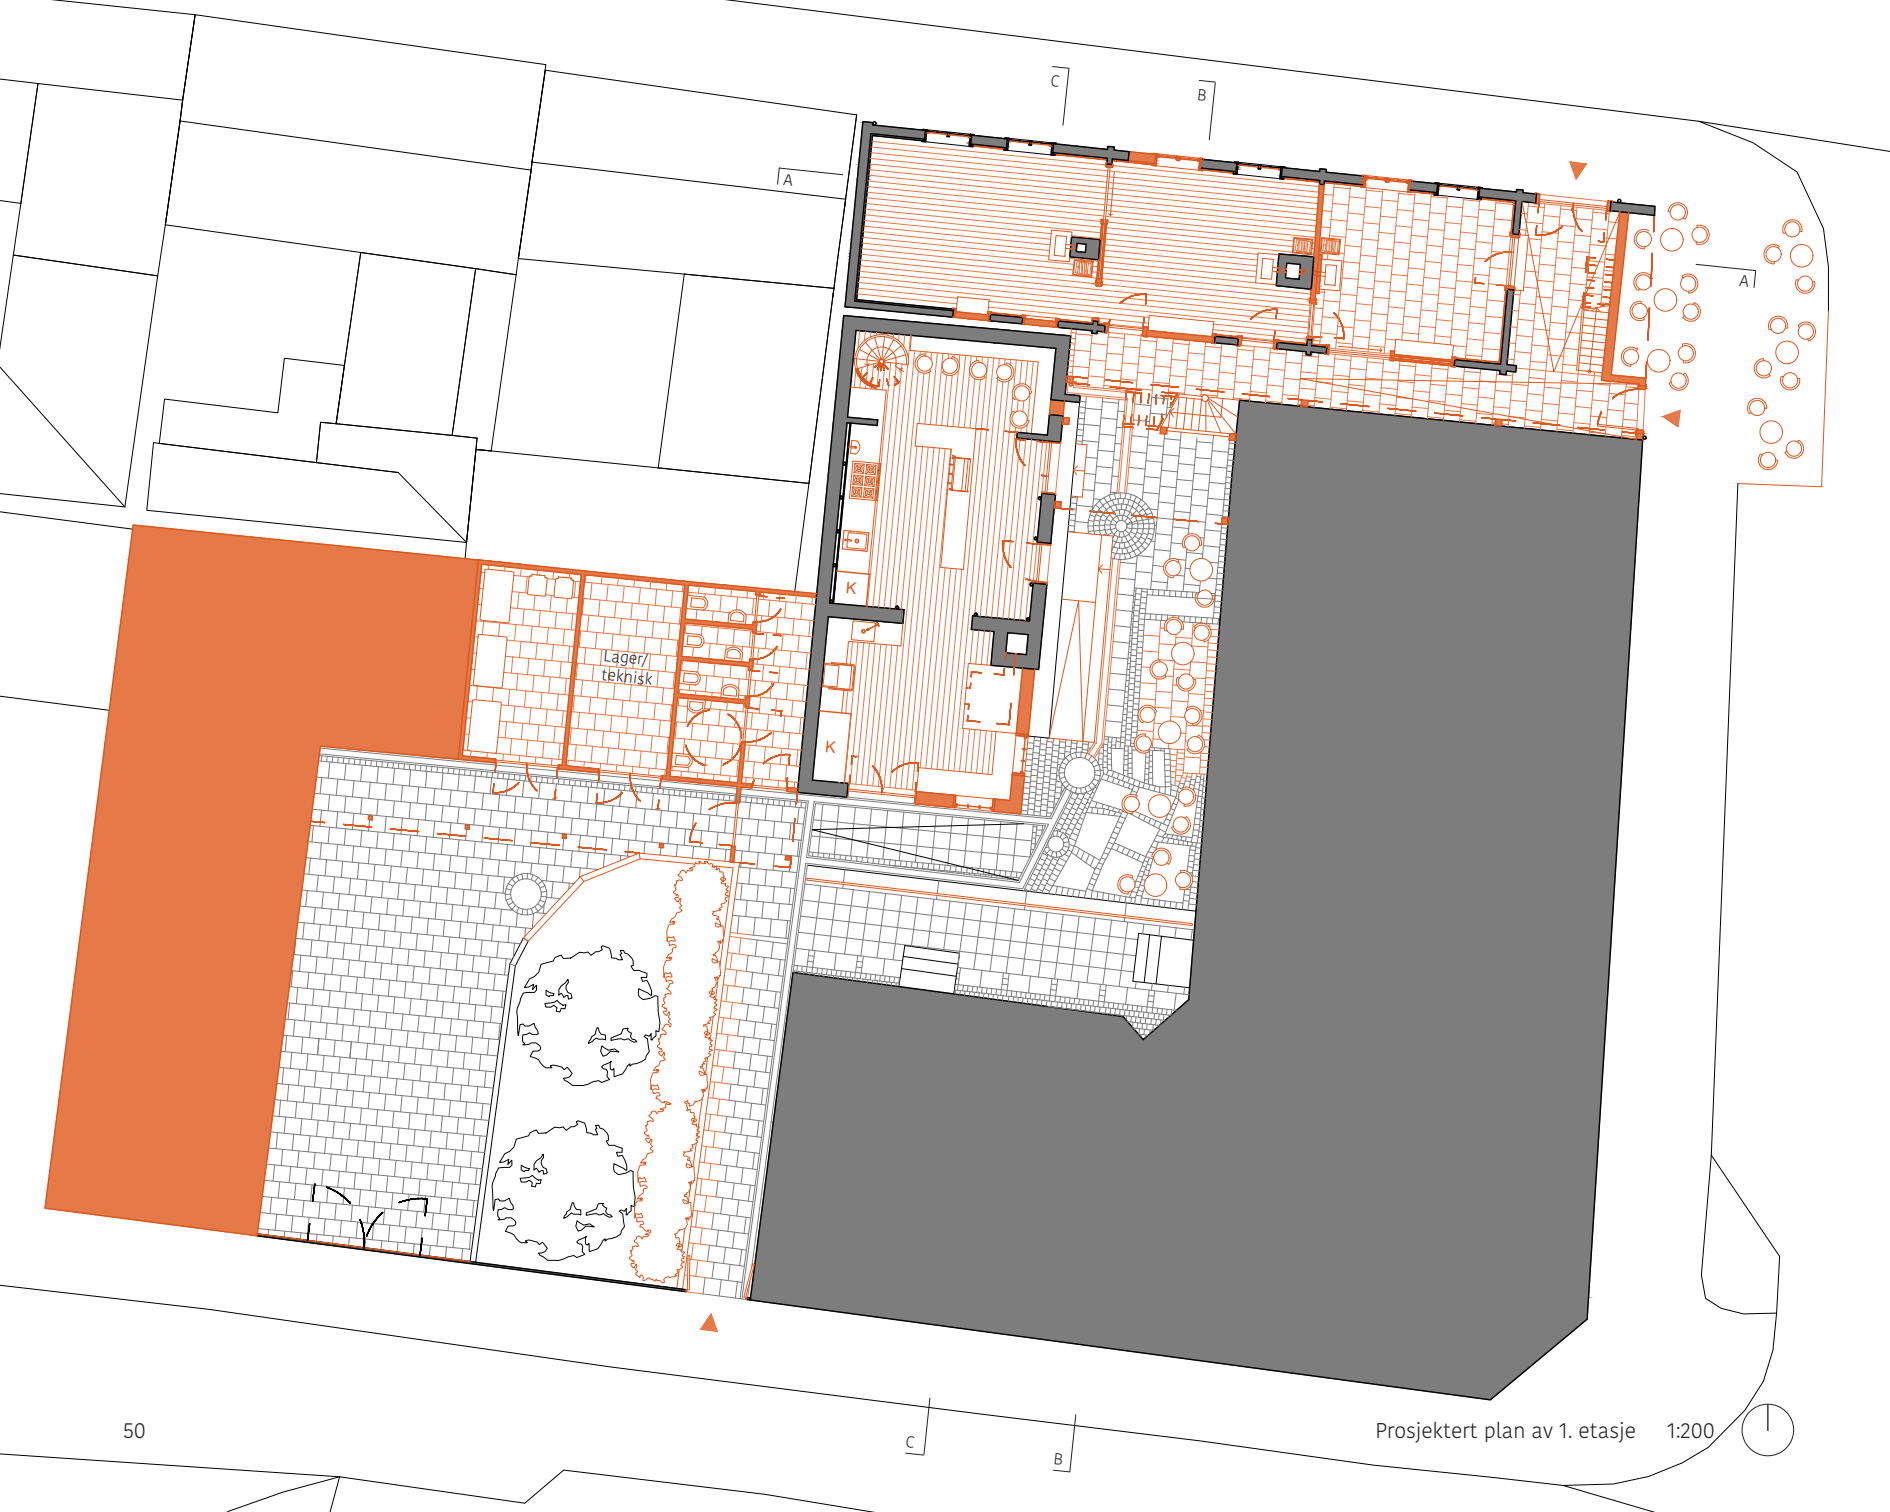 C
B
A
A
K
Lager/
teknisk
K
50
C
B
Prosjektert plan av 1. etasje 1:200